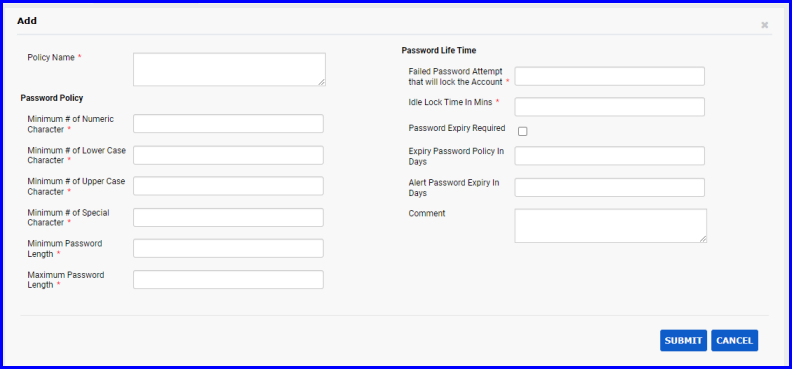 Add
×
Policy Name *
Password Policy
Minimum # of Numeric
Character *
Minimum # of Lower Case
Character *
Minimum # of Upper Case
Character *
Minimum # of Special
Character *
Minimum Password
Length *
Maximum Password
Length *
Password Life Time
Failed Password Attempt
that will lock the Account *
Idle Lock Time In Mins *
Password Expiry Required
Expiry Password Policy In
Days
Alert Password Expiry In
Days
Comment
SUBMIT
CANCEL